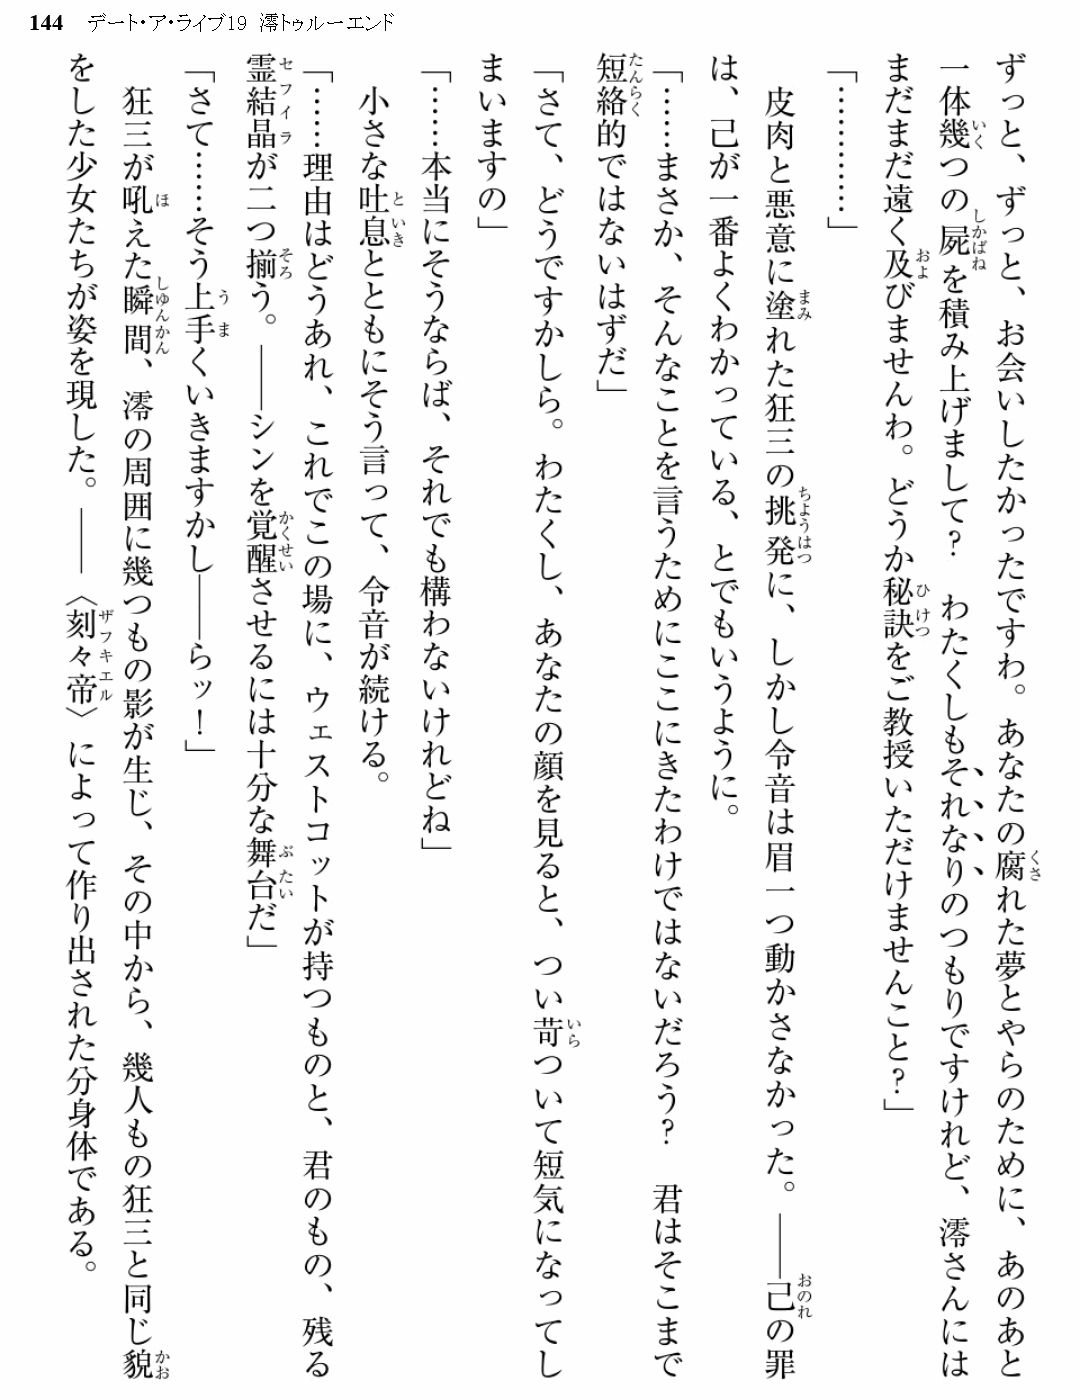 144 デート・ア・ライブ19 澪トゥルーエンド
ずっと、ずっと、お会いしたかったですわ。あなたの腐れた夢とやらのために、あのあと
一体幾つの屍を積み上げまして？　わたくしもそれなりのつもりですけれど、澪さんには
まだまだ遠く及びませんわ。どうか秘訣をご教授いただけませんこと？」
「…………」
　皮肉と悪意に塗れた狂三の挑発に、しかし令音は眉一つ動かさなかった。――己の罪
は、己が一番よくわかっている、とでもいうように。
「……まさか、そんなことを言うためにここにきたわけではないだろう？　君はそこまで
短絡的ではないはずだ」
「さて、どうですかしら。わたくし、あなたの顔を見ると、つい苛ついて短気になってし
まいますの」
「……本当にそうならば、それでも構わないけれどね」
　小さな吐息とともにそう言って、令音が続ける。
「……理由はどうあれ、これでこの場に、ウェストコットが持つものと、君のもの、残る
霊結晶が二つ揃う。――シンを覚醒させるには十分な舞台だ」
「さて……そう上手くいきますかし――らッ！」
　狂三が吼えた瞬間、澪の周囲に幾つもの影が生じ、その中から、幾人もの狂三と同じ貌
をした少女たちが姿を現した。――〈刻々帝〉によって作り出された分身体である。